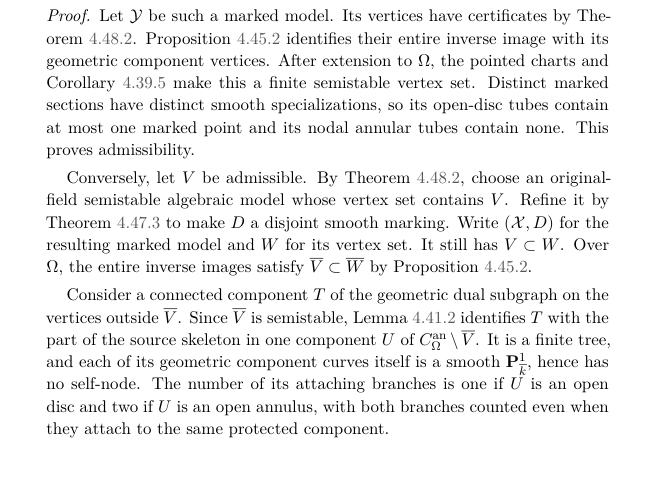 Proof. Let 𝒴 be such a marked model. Its vertices have certificates by The-
orem 4.48.2. Proposition 4.45.2 identifies their entire inverse image with its
geometric component vertices. After extension to Ω, the pointed charts and
Corollary 4.39.5 make this a finite semistable vertex set. Distinct marked
sections have distinct smooth specializations, so its open-disc tubes contain
at most one marked point and its nodal annular tubes contain none. This
proves admissibility.
Conversely, let V be admissible. By Theorem 4.48.2, choose an original-
field semistable algebraic model whose vertex set contains V. Refine it by
Theorem 4.47.3 to make D a disjoint smooth marking. Write (𝒳, D) for the
resulting marked model and W for its vertex set. It still has V ⊂ W. Over
Ω, the entire inverse images satisfy V̅ ⊂ W̅ by Proposition 4.45.2.
Consider a connected component T of the geometric dual subgraph on the
vertices outside V̅. Since V̅ is semistable, Lemma 4.41.2 identifies T with the
part of the source skeleton in one component U of C_Ω^an \ V̅. It is a finite tree,
and each of its geometric component curves itself is a smooth P^1_k̅, hence has
no self-node. The number of its attaching branches is one if U is an open
disc and two if U is an open annulus, with both branches counted even when
they attach to the same protected component.